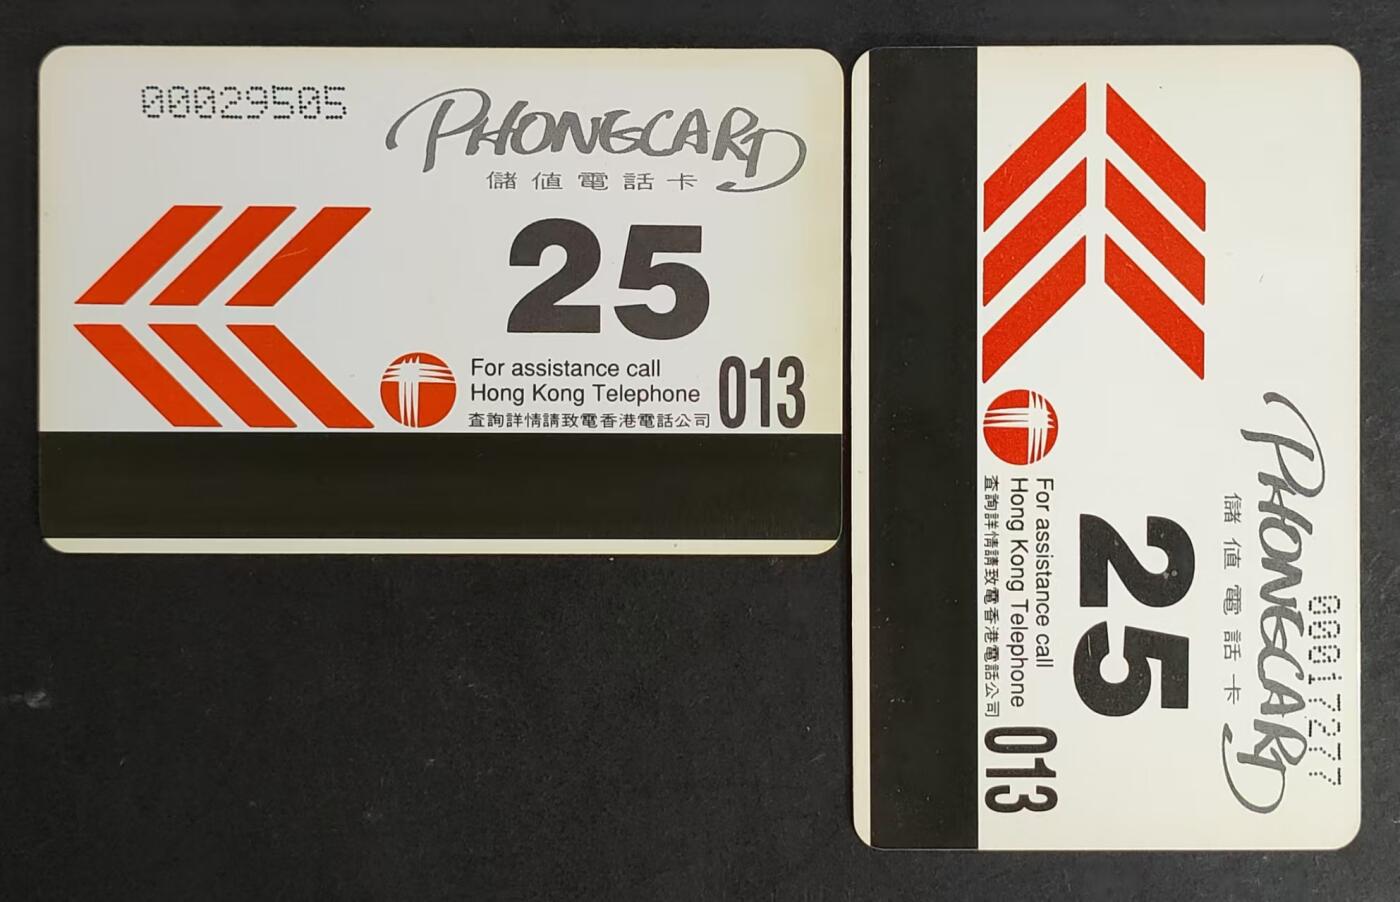 00029505
PHONECARD
儲值電話卡
25
For assistance call
Hong Kong Telephone
查詢詳情請致電香港電話公司
013
00017277
PHONECARD
儲值電話卡
25
For assistance call
Hong Kong Telephone
查詢詳情請致電香港電話公司
013